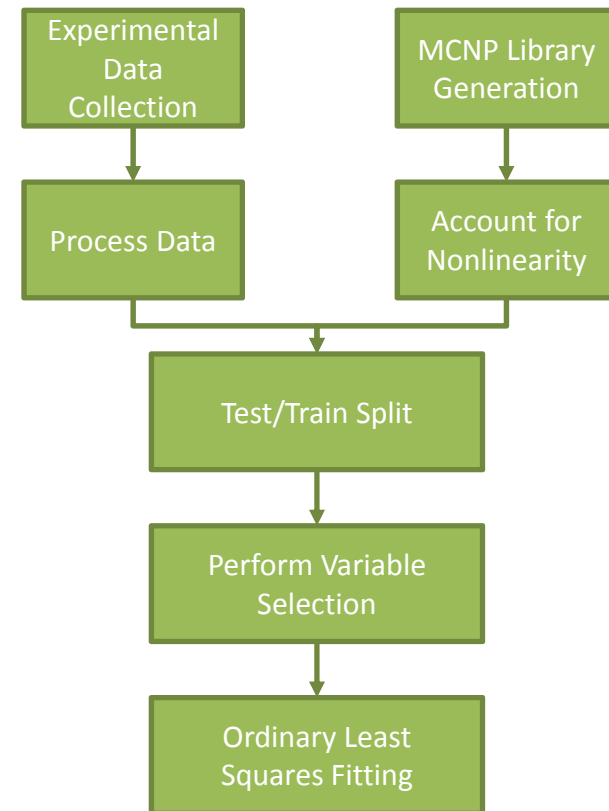 Experimental
Data
Collection
MCNP Library
Generation
Process Data
Account for
Nonlinearity
Test/Train Split
Perform Variable
Selection
Ordinary Least
Squares Fitting